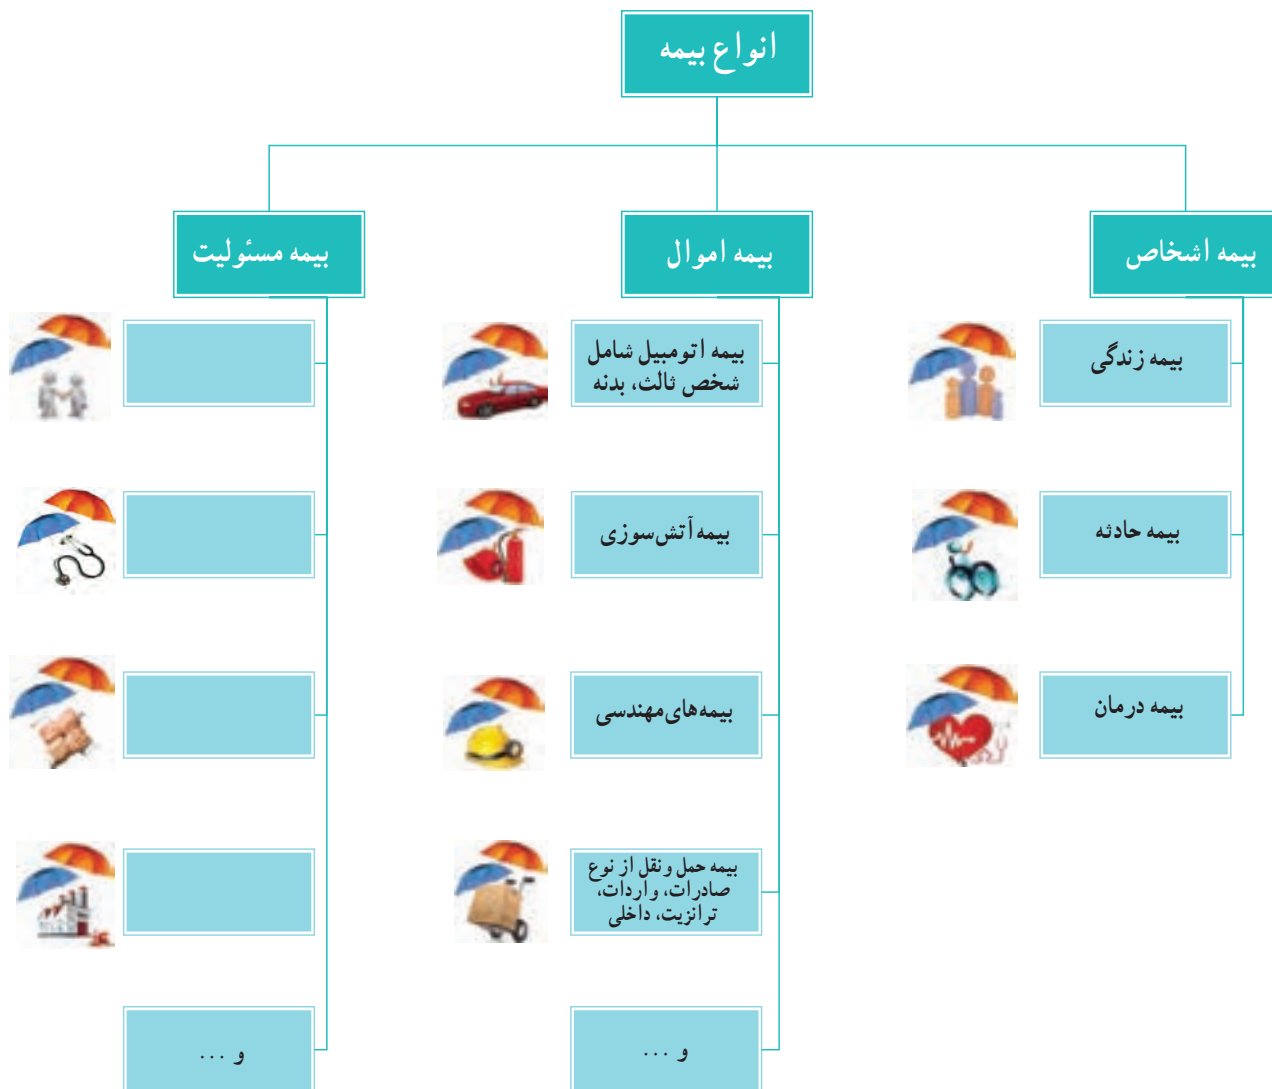 انواع بیمه
بیمه اشخاص
بیمه زندگی
بیمه حادثه
بیمه درمان
بیمه اموال
بیمه اتومبیل شامل
شخص ثالث، بدنه
بیمه آتش‌سوزی
بیمه‌های مهندسی
بیمه حمل و نقل از نوع
صادرات، واردات،
ترانزیت، داخلی
و ...
بیمه مسئولیت
و ...